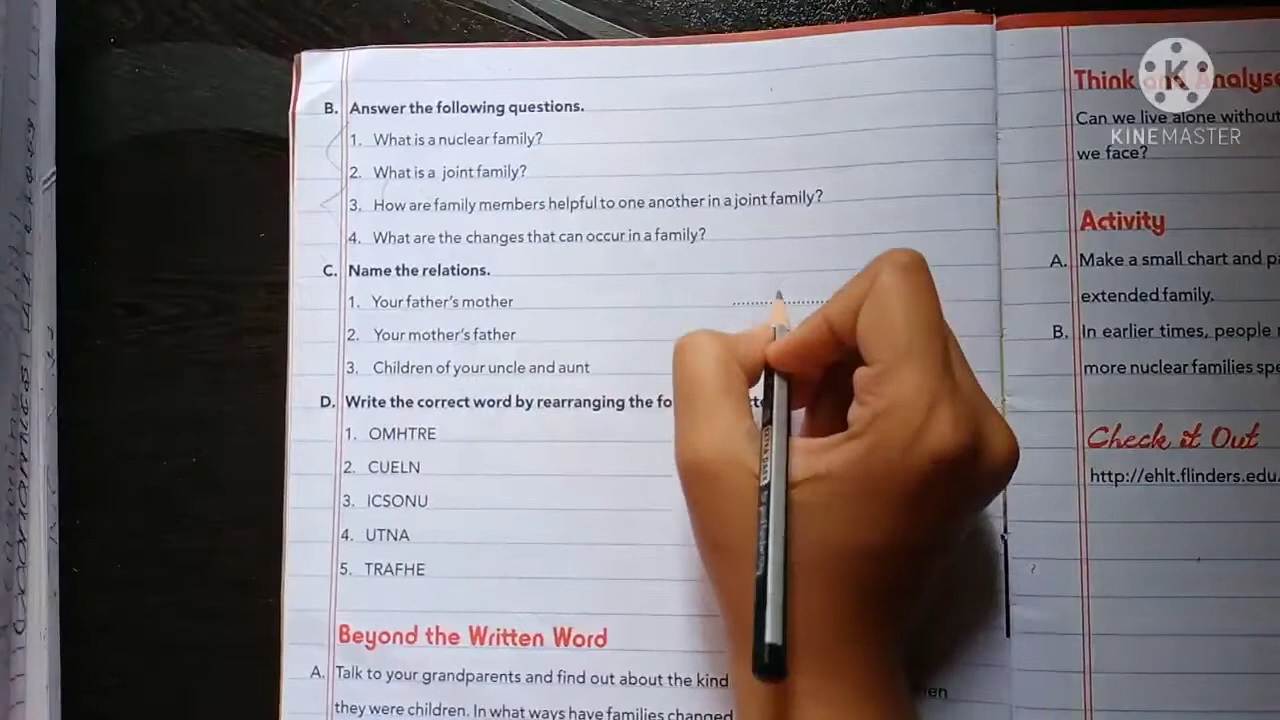 B. Answer the following questions.
1. What is a nuclear family?
2. What is a joint family?
3. How are family members helpful to one another in a joint family?
4. What are the changes that can occur in a family?
C. Name the relations.
1. Your father's mother
2. Your mother's father
3. Children of your uncle and aunt
D. Write the correct word by rearranging the
1. OMHTRE
2. CUELN
3. ICSONU
4. UTNA
5. TRAFHE
Beyond the Written Word
A. Talk to your grandparents and find out about the kind
they were children. In what ways have families changed
Think and Analyse
Can we live alone without
we face?
Activity
A. Make a small chart and
extended family.
B. In earlier times, people
more nuclear families
Check it Out
http://ehlt.flinders.edu.
KINEMASTER